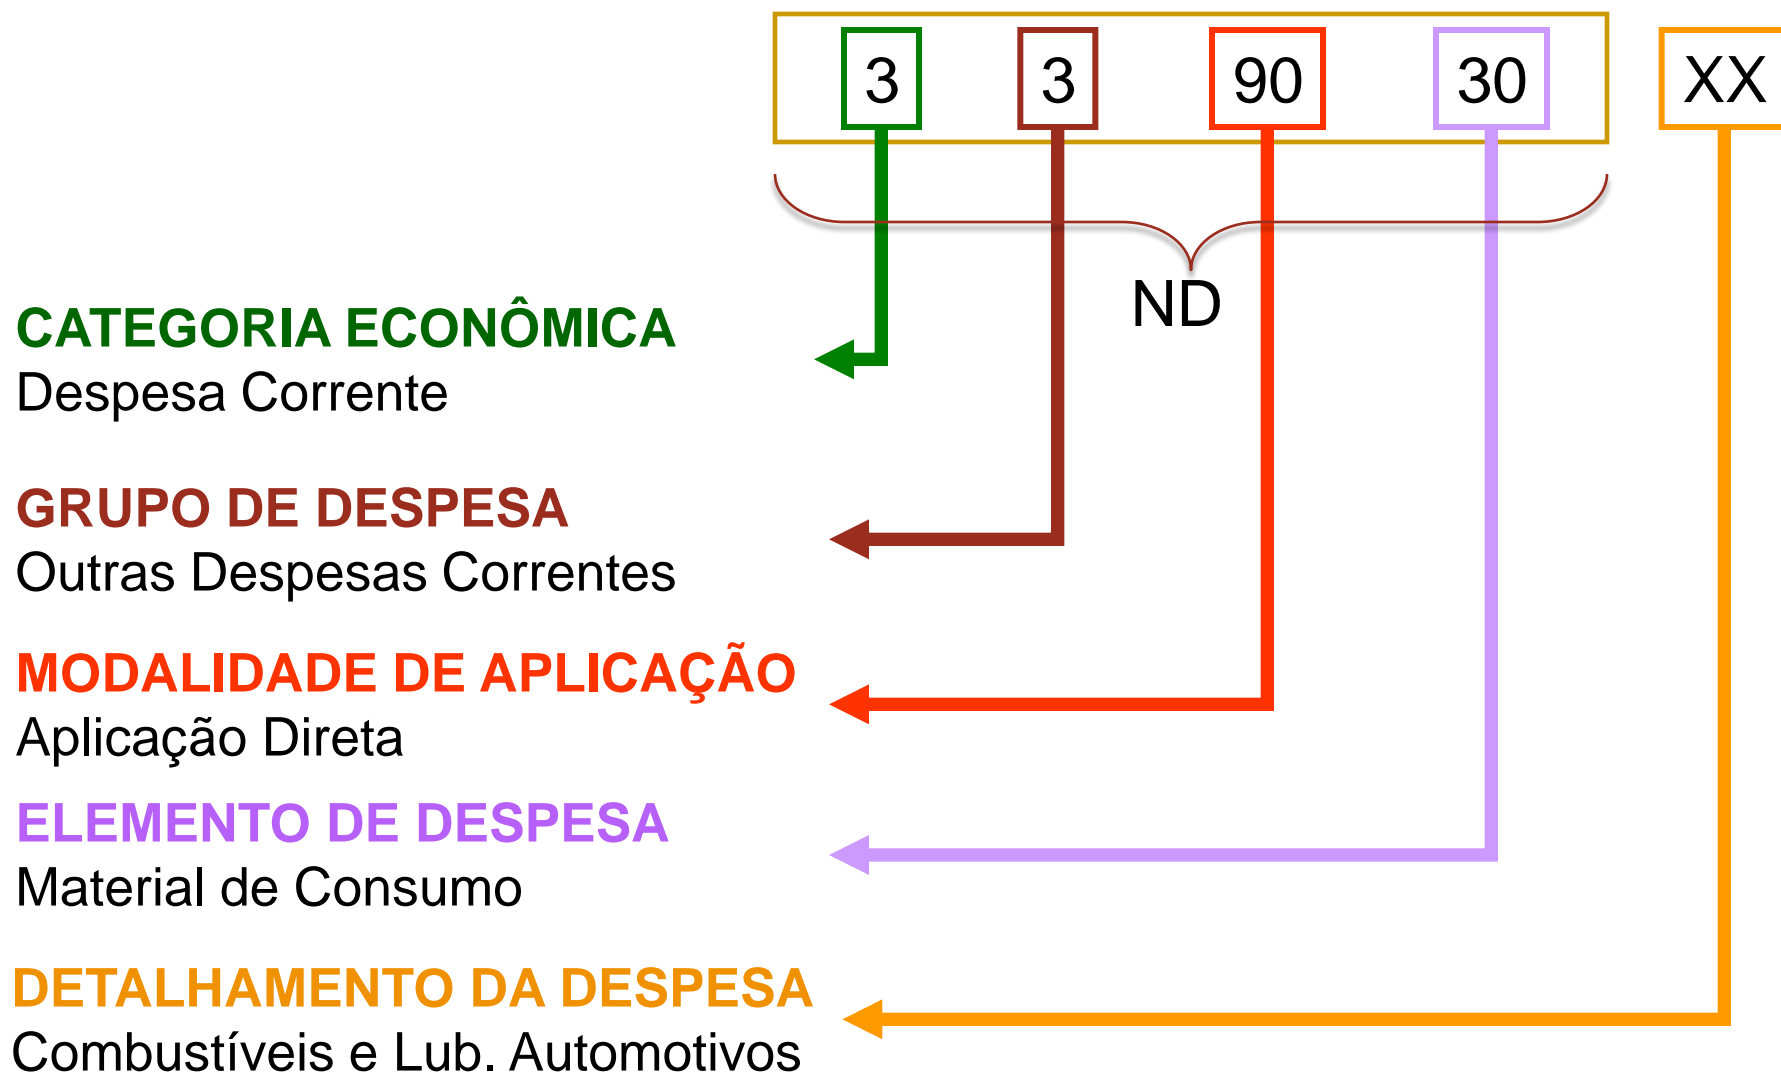 3 3 90 30 XX
ND
CATEGORIA ECONÔMICA
Despesa Corrente
GRUPO DE DESPESA
Outras Despesas Correntes
MODALIDADE DE APLICAÇÃO
Aplicação Direta
ELEMENTO DE DESPESA
Material de Consumo
DETALHAMENTO DA DESPESA
Combustíveis e Lub. Automotivos